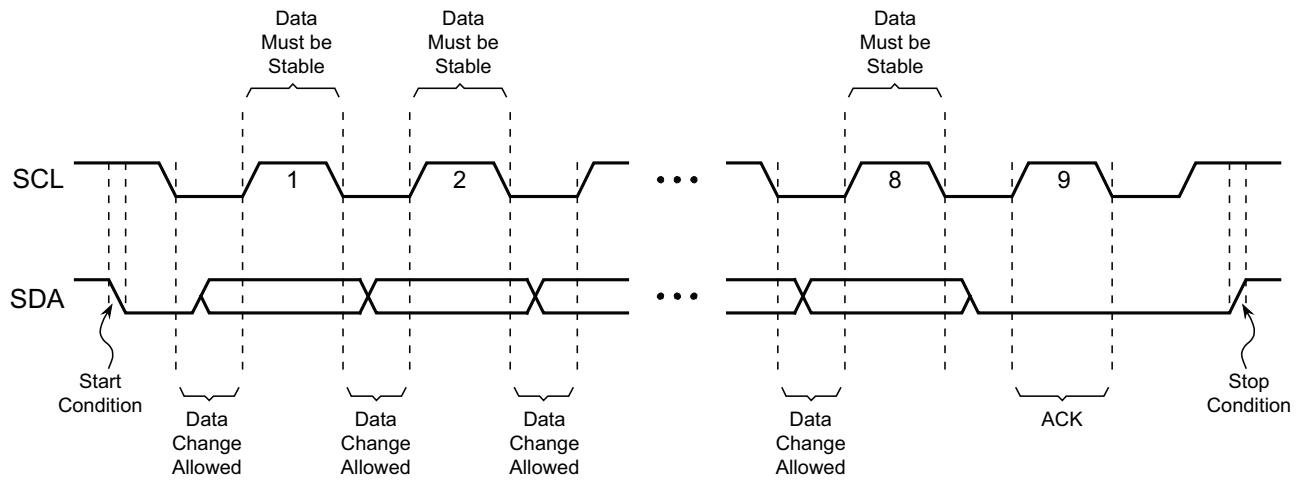 Data
Must be
Stable
Data
Must be
Stable
Data
Must be
Stable
SCL
1
2
8
9
SDA
Start
Condition
Data
Change
Allowed
Data
Change
Allowed
Data
Change
Allowed
Data
Change
Allowed
ACK
Stop
Condition